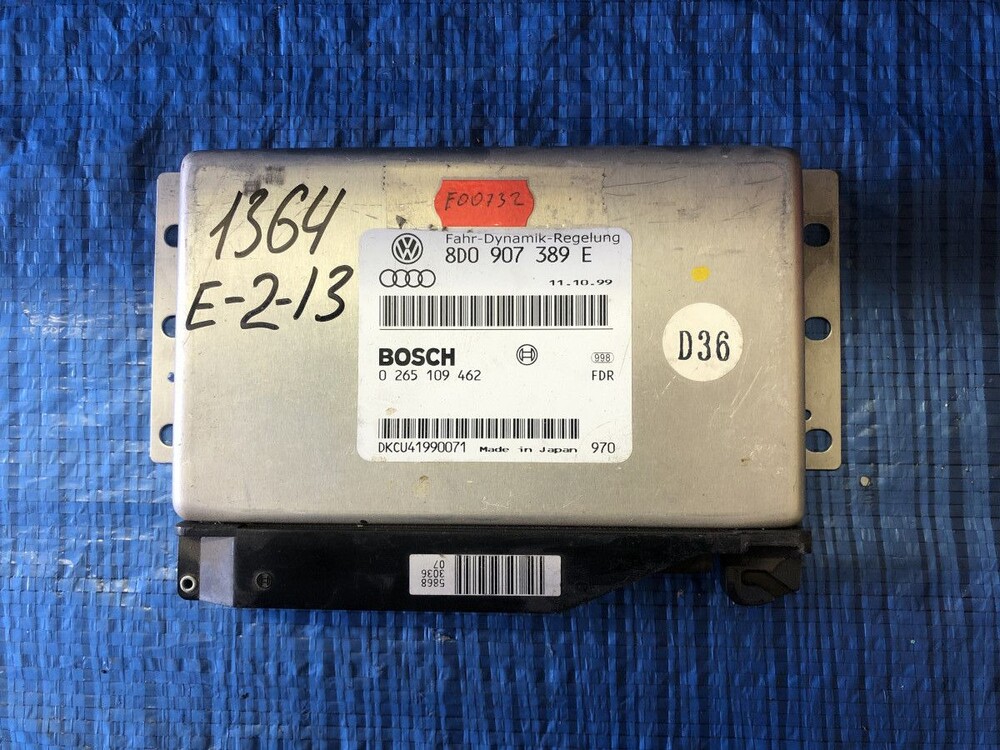 1364
E-2-13
F00732
Fahr-Dynamik-Regelung
8D0 907 389 E
11.10.99
BOSCH
998
0 265 109 462
FDR
DKCU41990071 Made in Japan 970
D36
5868
3036
07